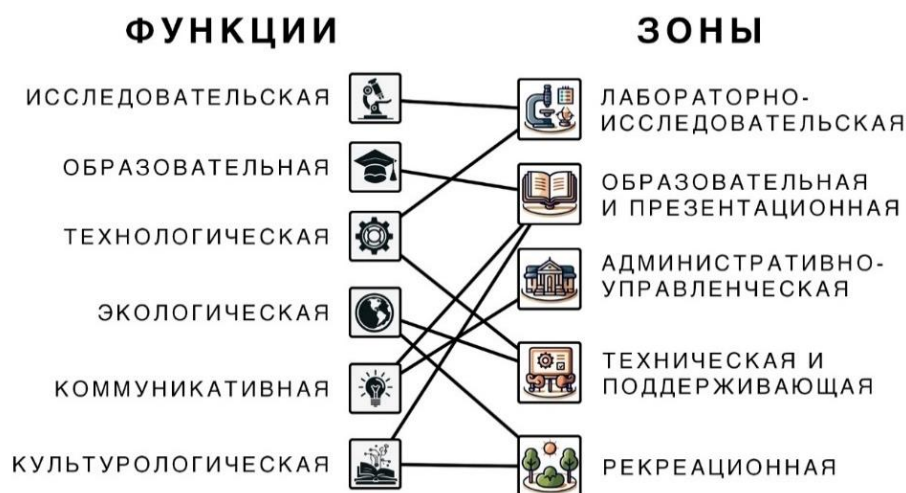 ФУНКЦИИ
ЗОНЫ
ИССЛЕДОВАТЕЛЬСКАЯ
ОБРАЗОВАТЕЛЬНАЯ
ТЕХНОЛОГИЧЕСКАЯ
ЭКОЛОГИЧЕСКАЯ
КОММУНИКАТИВНАЯ
КУЛЬТУРОЛОГИЧЕСКАЯ
ЛАБОРАТОРНО-
ИССЛЕДОВАТЕЛЬСКАЯ
ОБРАЗОВАТЕЛЬНАЯ
И ПРЕЗЕНТАЦИОННАЯ
АДМИНИСТРАТИВНО-
УПРАВЛЕНЧЕСКАЯ
ТЕХНИЧЕСКАЯ И
ПОДДЕРЖИВАЮЩАЯ
РЕКРЕАЦИОННАЯ